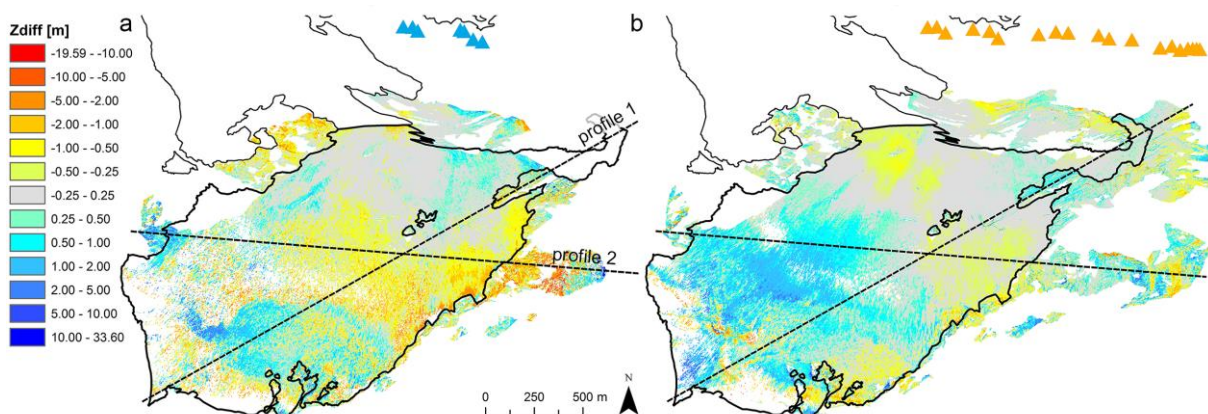 a
b
Zdiff [m]
-19.59 - -10.00
-10.00 - -5.00
-5.00 - -2.00
-2.00 - -1.00
-1.00 - -0.50
-0.50 - -0.25
-0.25 - 0.25
0.25 - 0.50
0.50 - 1.00
1.00 - 2.00
2.00 - 5.00
5.00 - 10.00
10.00 - 33.60
profile 1
profile 2
0 250 500 m
N